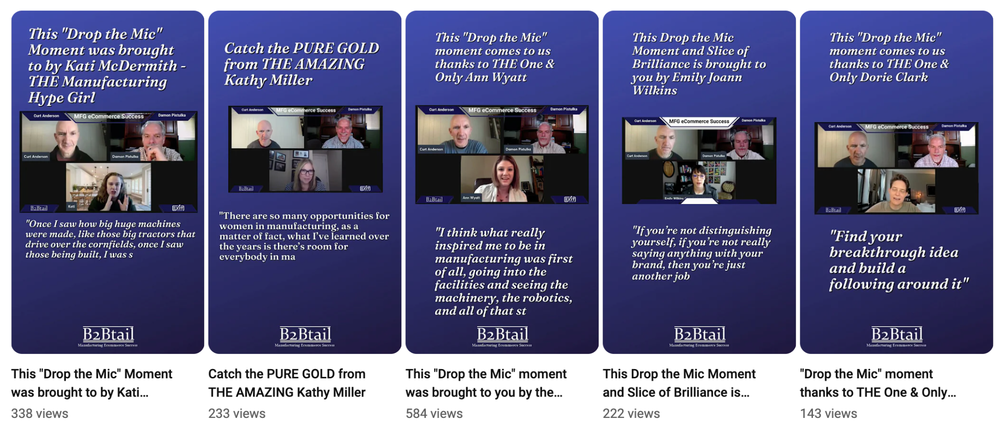 This "Drop the Mic"
Moment was brought
to by Kati McDermith -
THE Manufacturing
Hype Girl
Curt Anderson
MFG eCommerce Success
Damon Pistulka
Curt Anderson
Damon Pistulka
Kati
B2Btail
EXIT
"Once I saw how big huge machines
were made, like those big tractors that
drive over the cornfields, once I saw
those being built, I was s
B2Btail
Manufacturing Ecommerce Success
This "Drop the Mic" Moment
was brought to by Kati...
338 views
Catch the PURE GOLD
from THE AMAZING
Kathy Miller
Curt Anderson
MFG eCommerce Success
Damon Pistulka
B2Btail
EXIT
"There are so many opportunities for
women in manufacturing, as a
matter of fact, what I've learned over
the years is there's room for
everybody in ma
B2Btail
Manufacturing Ecommerce Success
Catch the PURE GOLD from
THE AMAZING Kathy Miller
233 views
This "Drop the Mic"
moment comes to us
thanks to THE One &
Only Ann Wyatt
Curt Anderson
MFG eCommerce Success
Damon Pistulka
Curt Anderson
Damon Pistulka
Ann Wyatt
B2Btail
EXIT
"I think what really
inspired me to be in
manufacturing was first
of all, going into the
facilities and seeing the
machinery, the robotics,
and all of that st
B2Btail
Manufacturing Ecommerce Success
This "Drop the Mic" moment
was brought to you by the...
584 views
This Drop the Mic
Moment and Slice of
Brilliance is brought to
you by Emily Joann
Wilkins
Curt Anderson
MFG eCommerce Success
Damon Pistulka
Curt Anderson
Damon Pistulka
Emily Wilkins
"If you're not distinguishing
yourself, if you're not really
saying anything with your
brand, then you're just
another job
B2Btail
Manufacturing Ecommerce Success
This Drop the Mic Moment
and Slice of Brilliance is...
222 views
This "Drop the Mic"
moment comes to us
thanks to THE One &
Only Dorie Clark
Curt Anderson
MFG eCommerce Success
Damon Pistulka
B2Btail
EXIT
"Find your
breakthrough idea
and build a
following around it"
B2Btail
Manufacturing Ecommerce Success
"Drop the Mic" moment
thanks to THE One & Only...
143 views